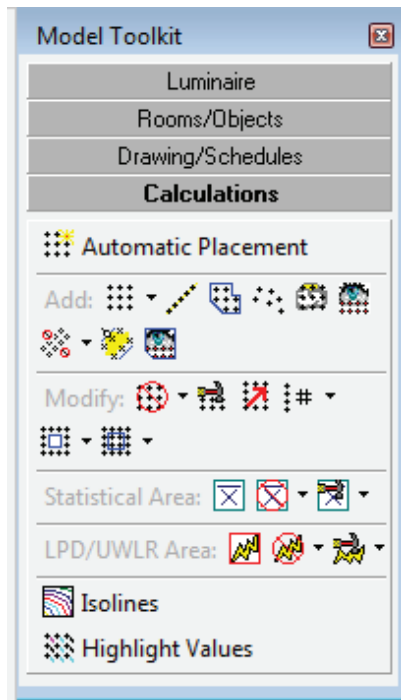 Model Toolkit
Luminaire
Rooms/Objects
Drawing/Schedules
Calculations
Automatic Placement
Add:
Modify: #
Statistical Area:
LPD/UWLR Area:
Isolines
Highlight Values